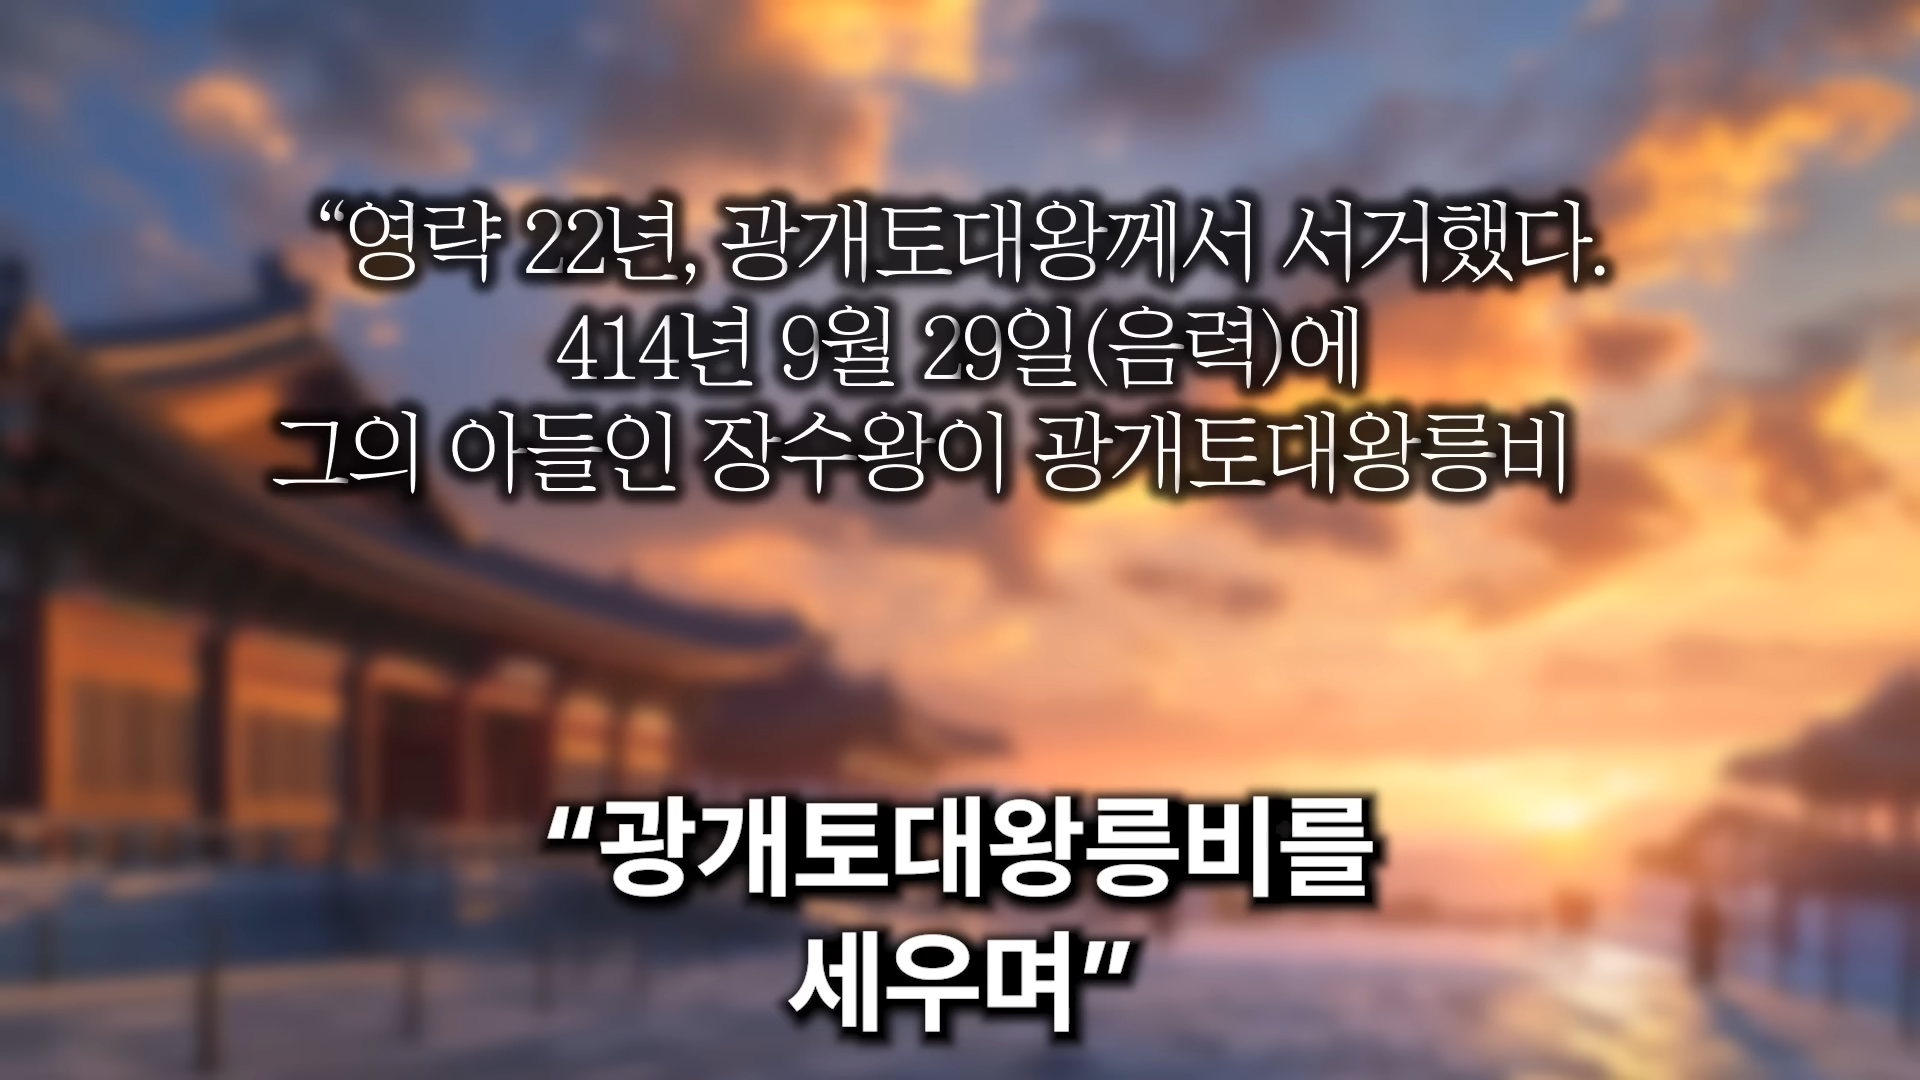 “영략 22년, 광개토대왕께서 서거했다.
414년 9월 29일(음력)에
그의 아들인 장수왕이 광개토대왕릉비
“광개토대왕릉비를
세우며”